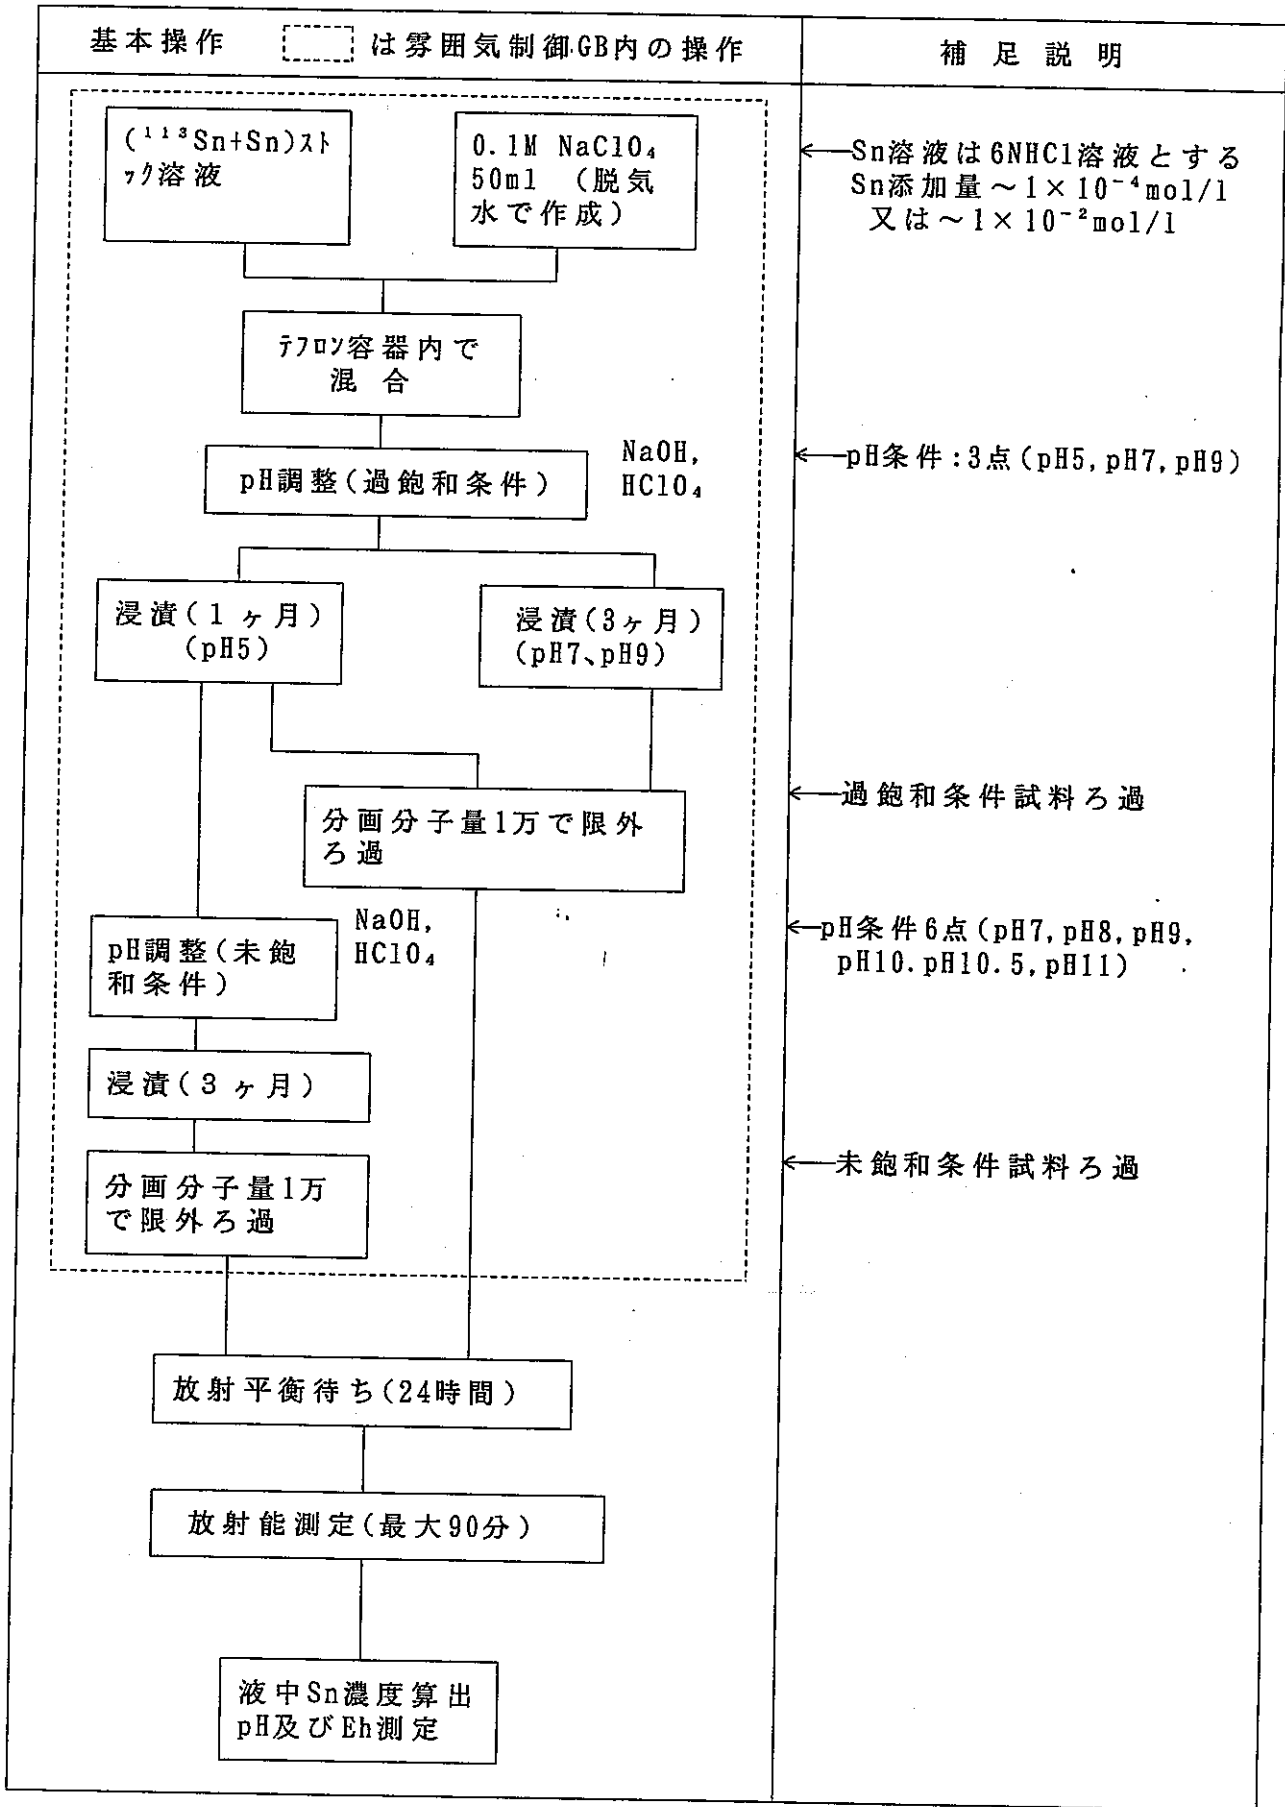 基本操作 は雰囲気制御GB内の操作
補足説明
(¹¹³Sn+Sn)スト
ック溶液
0.1M NaClO₄
50ml (脱気
水で作成)
←Sn溶液は6NHCl溶液とする
Sn添加量~1×10⁻⁴mol/l
又は~1×10⁻²mol/l
テフロン容器内で
混合
pH調整(過飽和条件)
NaOH,
HClO₄
←pH条件:3点(pH5,pH7,pH9)
浸漬(1ヶ月)
(pH5)
浸漬(3ヶ月)
(pH7、pH9)
分画分子量1万で限外
ろ過
←過飽和条件試料ろ過
pH調整(未飽
和条件)
NaOH,
HClO₄
←pH条件6点(pH7,pH8,pH9,
pH10.pH10.5,pH11)
浸漬(3ヶ月)
分画分子量1万
で限外ろ過
←未飽和条件試料ろ過
放射平衡待ち(24時間)
放射能測定(最大90分)
液中Sn濃度算出
pH及びEh測定